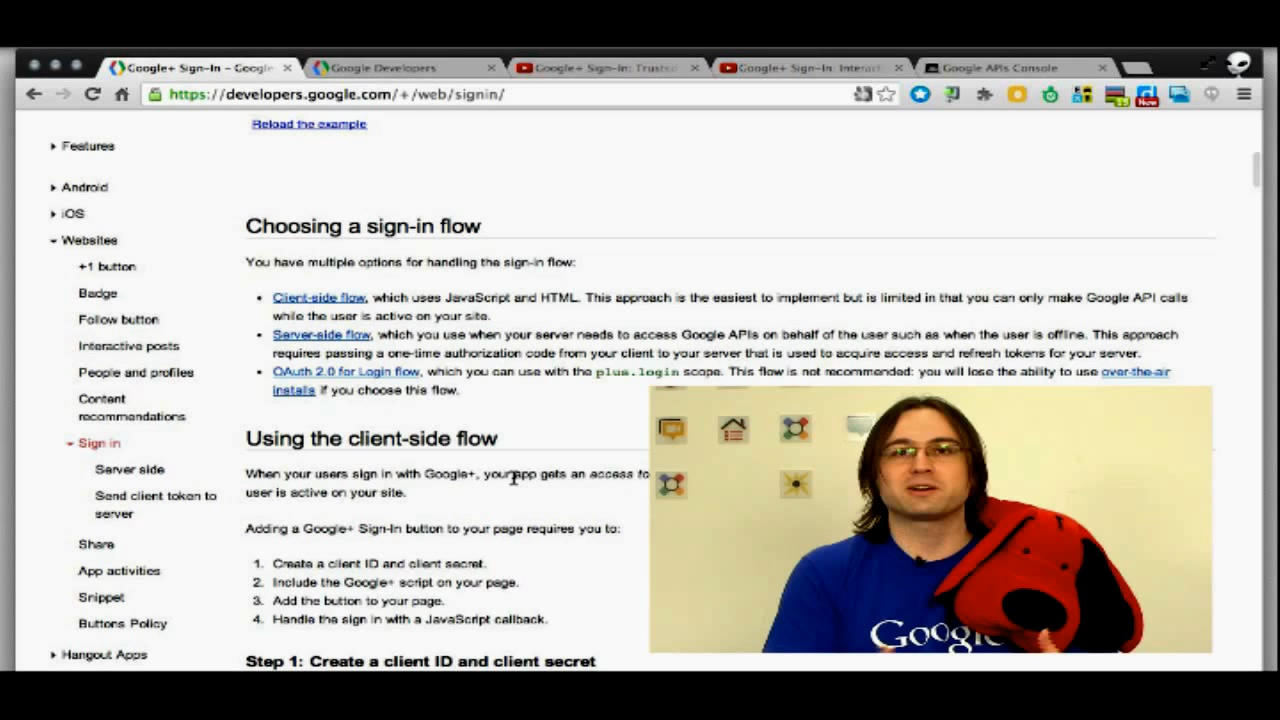 Google+ Sign-In - Google
Google Developers
Google+ Sign-In: Trusted
Google+ Sign-In: Interact
Google APIs Console
https://developers.google.com/+/web/signin/
New
Reload the example
Features
Android
iOS
Websites
+1 button
Badge
Follow button
Interactive posts
People and profiles
Content
recommendations
Sign in
Server side
Send client token to
server
Share
App activities
Snippet
Buttons Policy
Hangout Apps
Choosing a sign-in flow
You have multiple options for handling the sign-in flow:
Client-side flow, which uses JavaScript and HTML. This approach is the easiest to implement but is limited in that you can only make Google API calls
while the user is active on your site.
Server-side flow, which you use when your server needs to access Google APIs on behalf of the user such as when the user is offline. This approach
requires passing a one-time authorization code from your client to your server that is used to acquire access and refresh tokens for your server.
OAuth 2.0 for Login flow, which you can use with the plus.login scope. This flow is not recommended: you will lose the ability to use over-the-air
installs if you choose this flow.
Using the client-side flow
When your users sign in with Google+, your app gets an access to
user is active on your site.
Adding a Google+ Sign-In button to your page requires you to:
1. Create a client ID and client secret.
2. Include the Google+ script on your page.
3. Add the button to your page.
4. Handle the sign in with a JavaScript callback.
Step 1: Create a client ID and client secret
Google